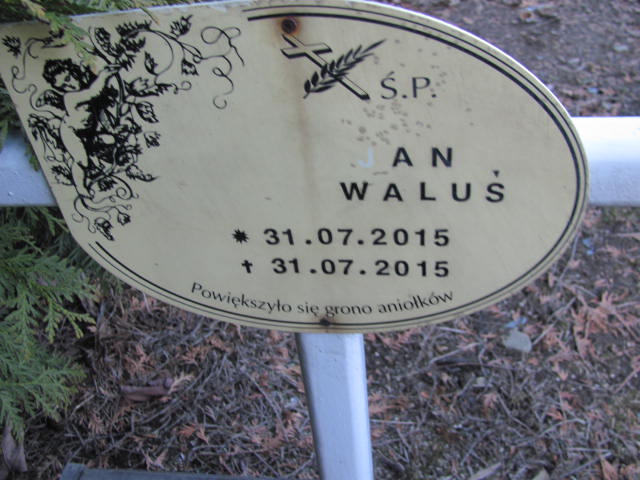 Ś.P.
JAN
WALUŚ
31.07.2015
31.07.2015
Powiększyło się grono aniołków